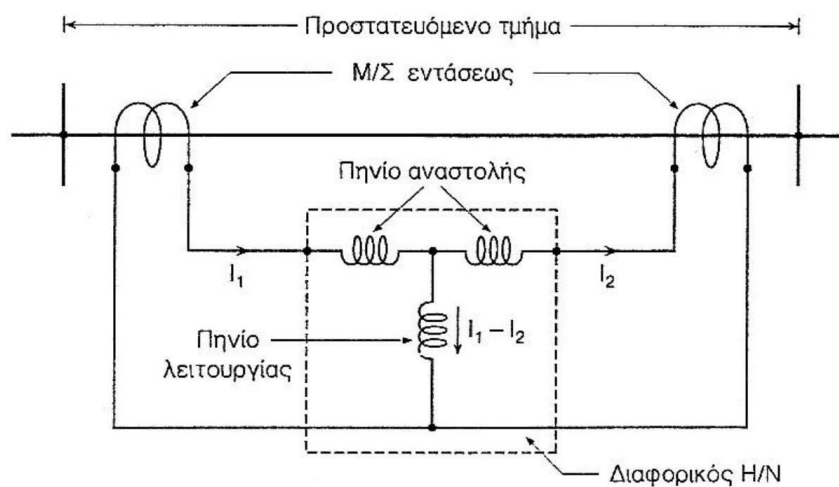 Προστατευόμενο τμήμα
Μ/Σ εντάσεως
Πηνίο αναστολής
I₁
I₂
I₁ – I₂
Πηνίο
λειτουργίας
Διαφορικός Η/Ν